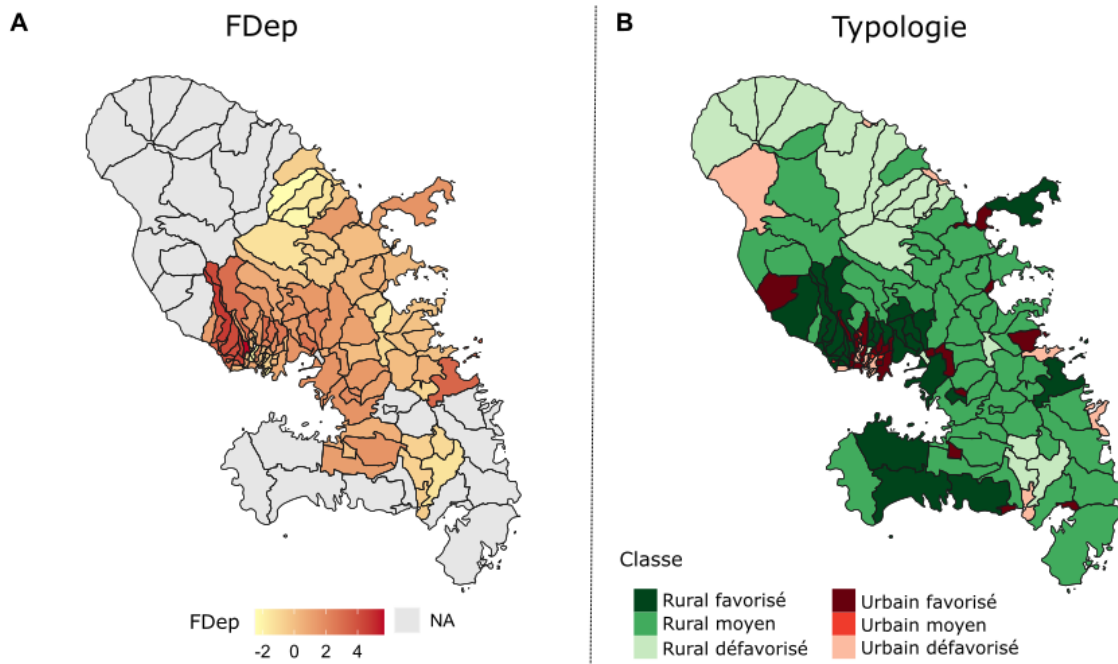 A
FDep
B
Typologie
FDep
-2
0
2
4
NA
Classe
Rural favorisé
Rural moyen
Rural défavorisé
Urbain favorisé
Urbain moyen
Urbain défavorisé